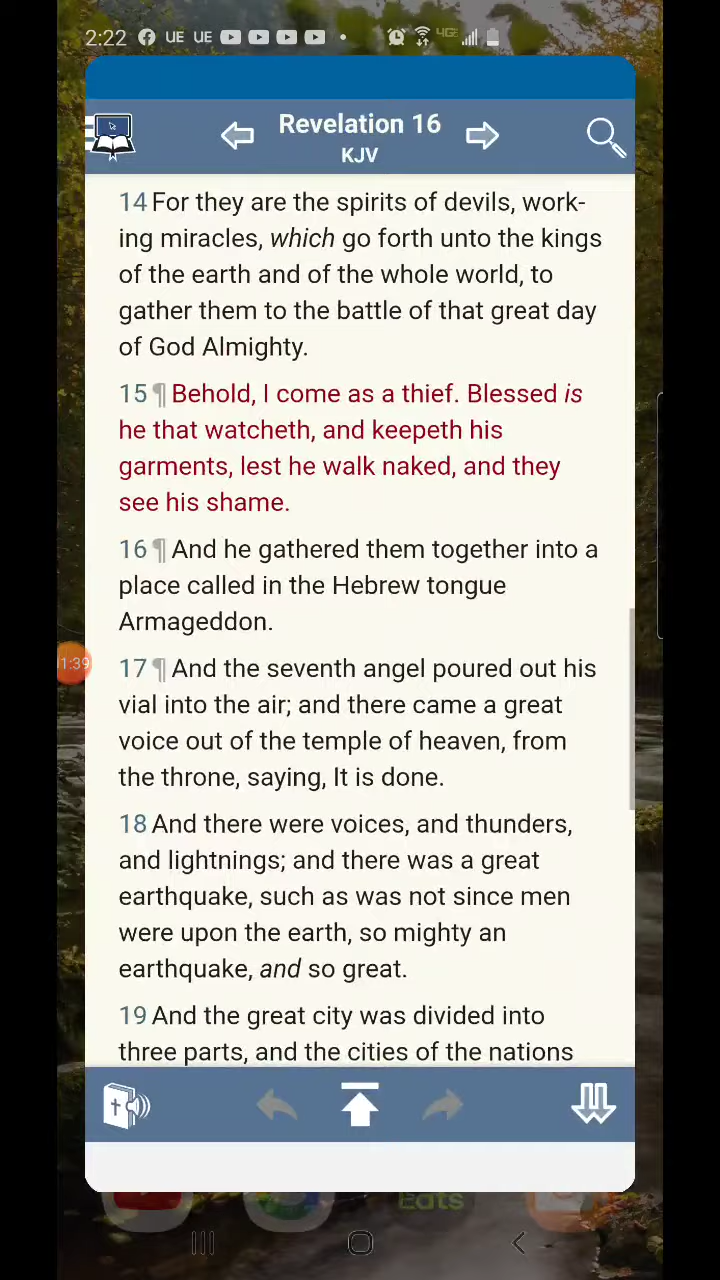 2:22 UE UE 4GE
Revelation 16
KJV
14 For they are the spirits of devils, work-
ing miracles, which go forth unto the kings
of the earth and of the whole world, to
gather them to the battle of that great day
of God Almighty.
15 ¶ Behold, I come as a thief. Blessed is
he that watcheth, and keepeth his
garments, lest he walk naked, and they
see his shame.
16 ¶ And he gathered them together into a
place called in the Hebrew tongue
Armageddon.
1:39
17 ¶ And the seventh angel poured out his
vial into the air; and there came a great
voice out of the temple of heaven, from
the throne, saying, It is done.
18 And there were voices, and thunders,
and lightnings; and there was a great
earthquake, such as was not since men
were upon the earth, so mighty an
earthquake, and so great.
19 And the great city was divided into
three parts, and the cities of the nations
Eats